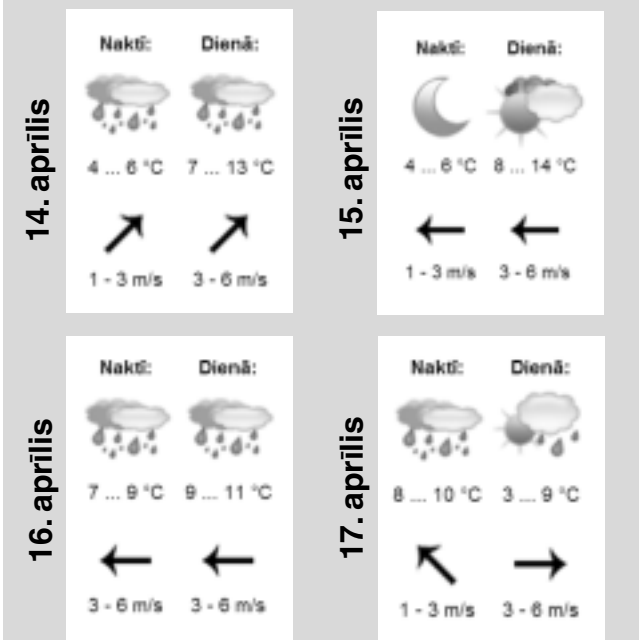 14. aprīlis
Naktī: Dienā:
4 ... 6 °C 7 ... 13 °C
1 - 3 m/s 3 - 6 m/s
15. aprīlis
Naktī: Dienā:
4 ... 6 °C 8 ... 14 °C
1 - 3 m/s 3 - 6 m/s
16. aprīlis
Naktī: Dienā:
7 ... 9 °C 9 ... 11 °C
3 - 6 m/s 3 - 6 m/s
17. aprīlis
Naktī: Dienā:
8 ... 10 °C 3 ... 9 °C
1 - 3 m/s 3 - 6 m/s